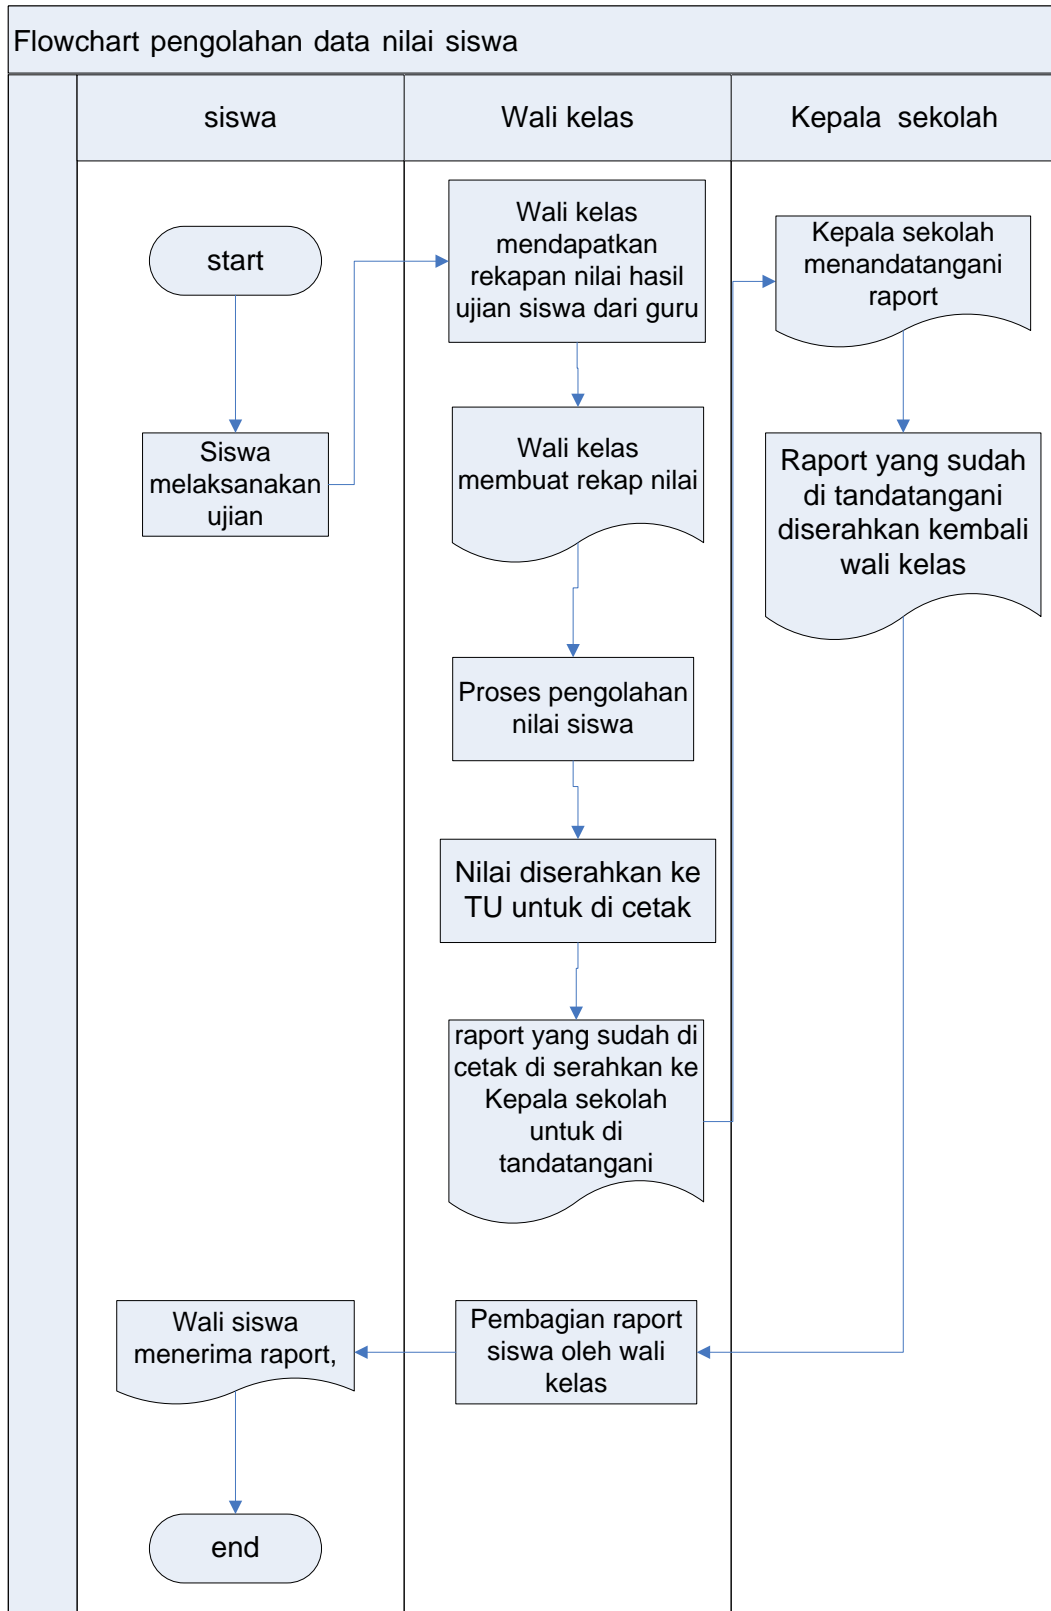 Flowchart pengolahan data nilai siswa
siswa
Wali kelas
Kepala sekolah
start
Siswa
melaksanakan
ujian
Wali kelas
mendapatkan
rekapan nilai hasil
ujian siswa dari guru
Wali kelas
membuat rekap nilai
Proses pengolahan
nilai siswa
Nilai diserahkan ke
TU untuk di cetak
raport yang sudah di
cetak di serahkan ke
Kepala sekolah
untuk di
tandatangani
Kepala sekolah
menandatangani
raport
Raport yang sudah
di tandatangani
diserahkan kembali
wali kelas
Pembagian raport
siswa oleh wali
kelas
Wali siswa
menerima raport,
end